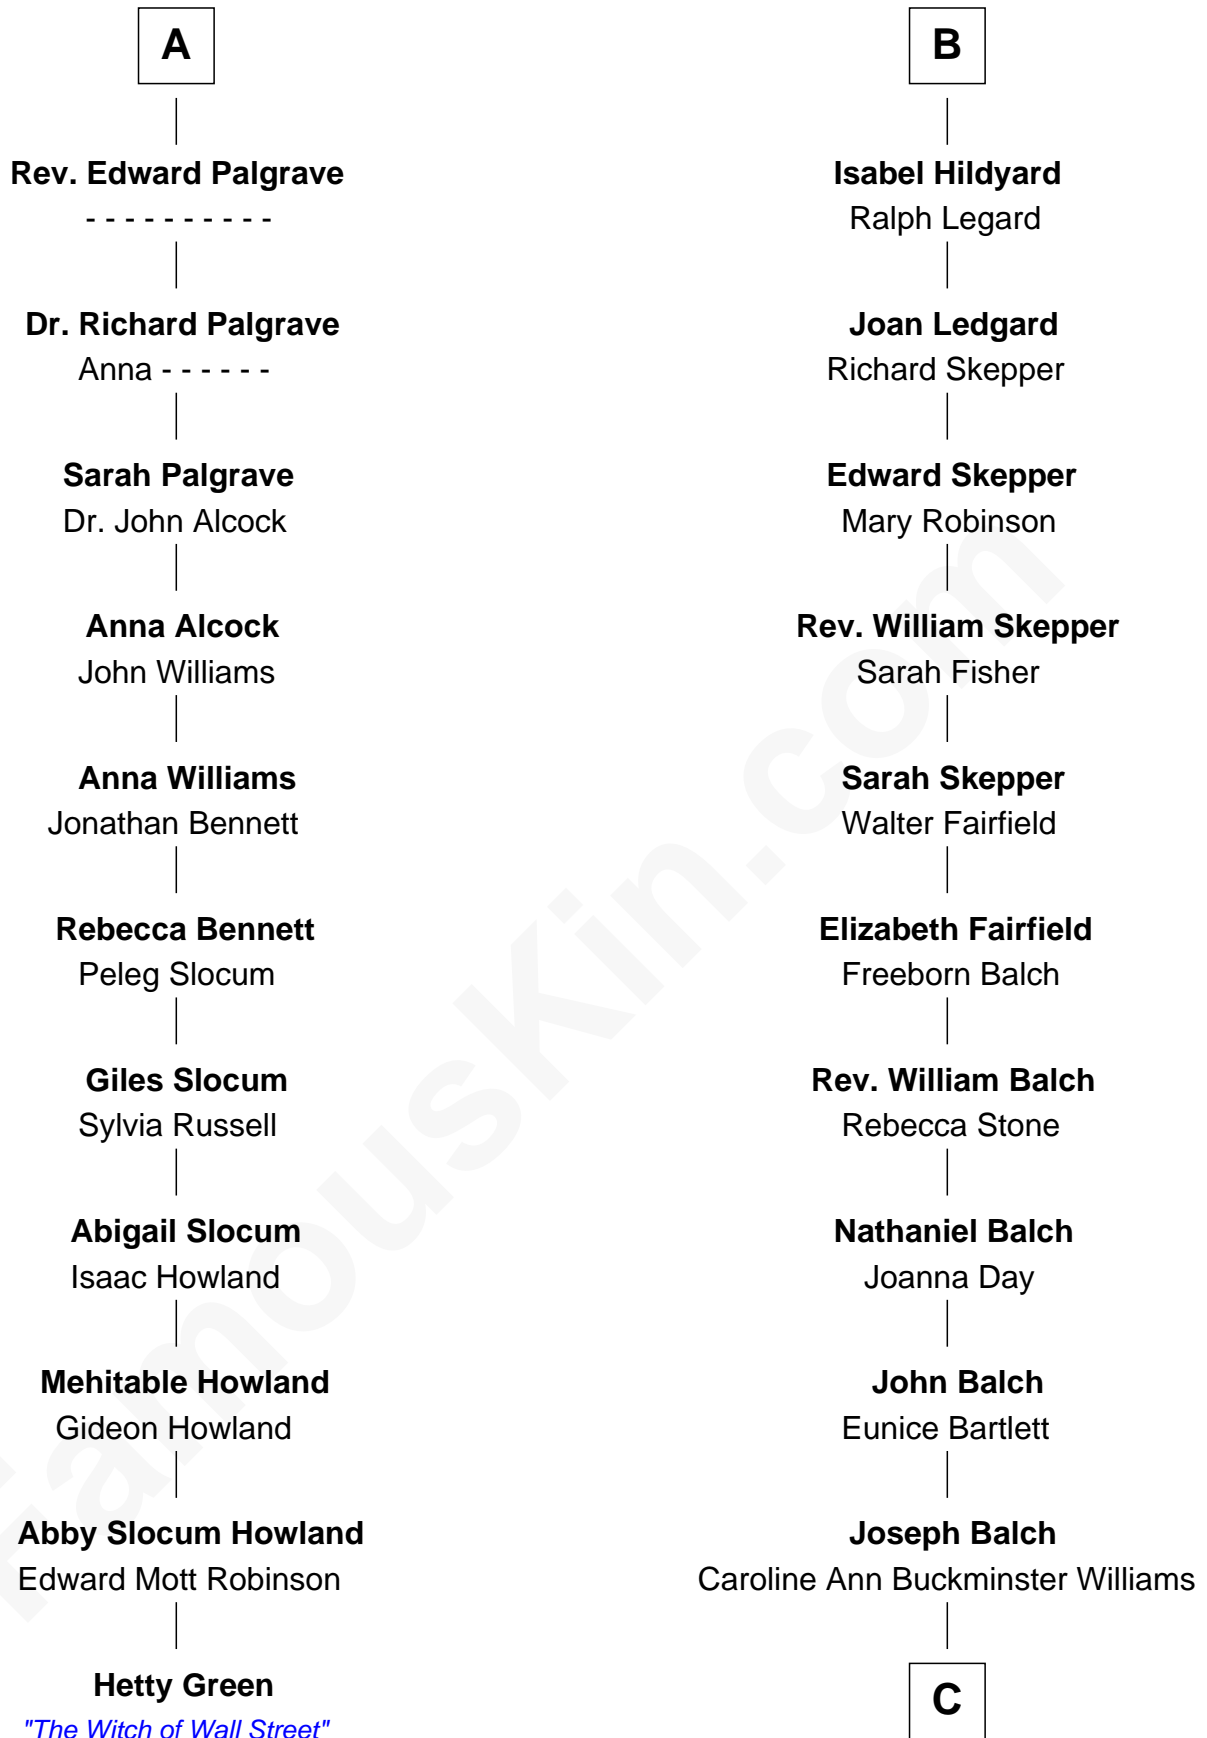 A
Rev. Edward Palgrave
- - - - - - - - - -
Dr. Richard Palgrave
Anna - - - - - -
Sarah Palgrave
Dr. John Alcock
Anna Alcock
John Williams
Anna Williams
Jonathan Bennett
Rebecca Bennett
Peleg Slocum
Giles Slocum
Sylvia Russell
Abigail Slocum
Isaac Howland
Mehitable Howland
Gideon Howland
Abby Slocum Howland
Edward Mott Robinson
Hetty Green
"The Witch of Wall Street"
B
Isabel Hildyard
Ralph Legard
Joan Ledgard
Richard Skepper
Edward Skepper
Mary Robinson
Rev. William Skepper
Sarah Fisher
Sarah Skepper
Walter Fairfield
Elizabeth Fairfield
Freeborn Balch
Rev. William Balch
Rebecca Stone
Nathaniel Balch
Joanna Day
John Balch
Eunice Bartlett
Joseph Balch
Caroline Ann Buckminster Williams
C
FamousKin.com